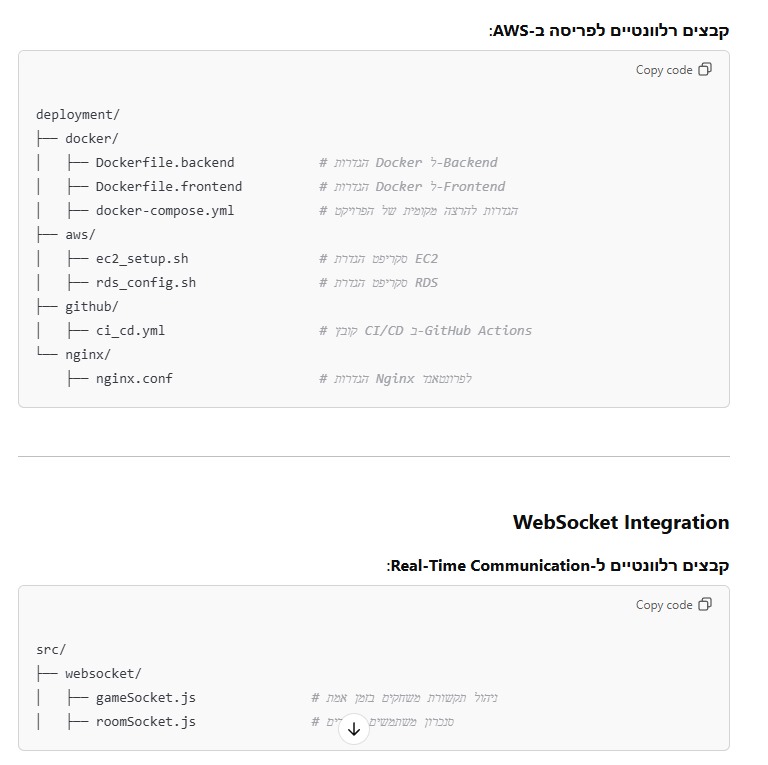 קבצים רלוונטיים לפריסה ב-AWS:
Copy code
deployment/
├── docker/
│   ├── Dockerfile.backend           # הגדרות Docker ל-Backend
│   ├── Dockerfile.frontend          # הגדרות Docker ל-Frontend
│   ├── docker-compose.yml           # הגדרות להרצה מקומית של הפרויקט
├── aws/
│   ├── ec2_setup.sh                 # סקריפט הגדרת EC2
│   ├── rds_config.sh                # סקריפט הגדרת RDS
├── github/
│   ├── ci_cd.yml                    # קובץ CI/CD ב-GitHub Actions
└── nginx/
    ├── nginx.conf                   # הגדרות Nginx לפרונטאנד
WebSocket Integration
קבצים רלוונטיים ל-Real-Time Communication:
Copy code
src/
├── websocket/
│   ├── gameSocket.js               # ניהול תקשורת משחקים בזמן אמת
│   ├── roomSocket.js               # סנכרון משתמשים